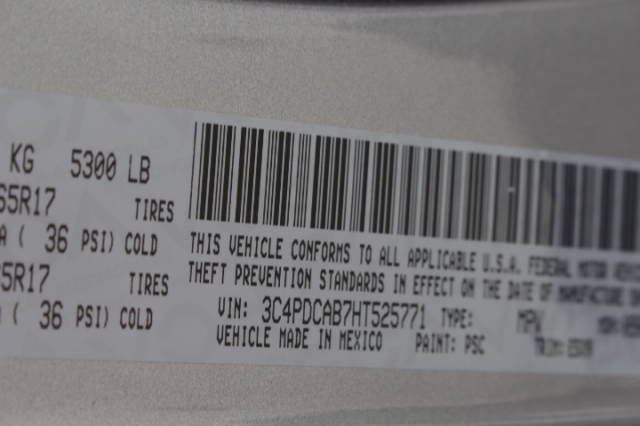 KG 5300 LB
5R17 TIRES
( 36 PSI) COLD
5R17 TIRES
( 36 PSI) COLD
THIS VEHICLE CONFORMS TO ALL APPLICABLE U.S.A. FEDERAL MOTOR
THEFT PREVENTION STANDARDS IN EFFECT ON THE DATE OF MANUFACTURE
VIN: 3C4PDCAB7HT525771 TYPE: MPV
VEHICLE MADE IN MEXICO PAINT: PSC TRIM: